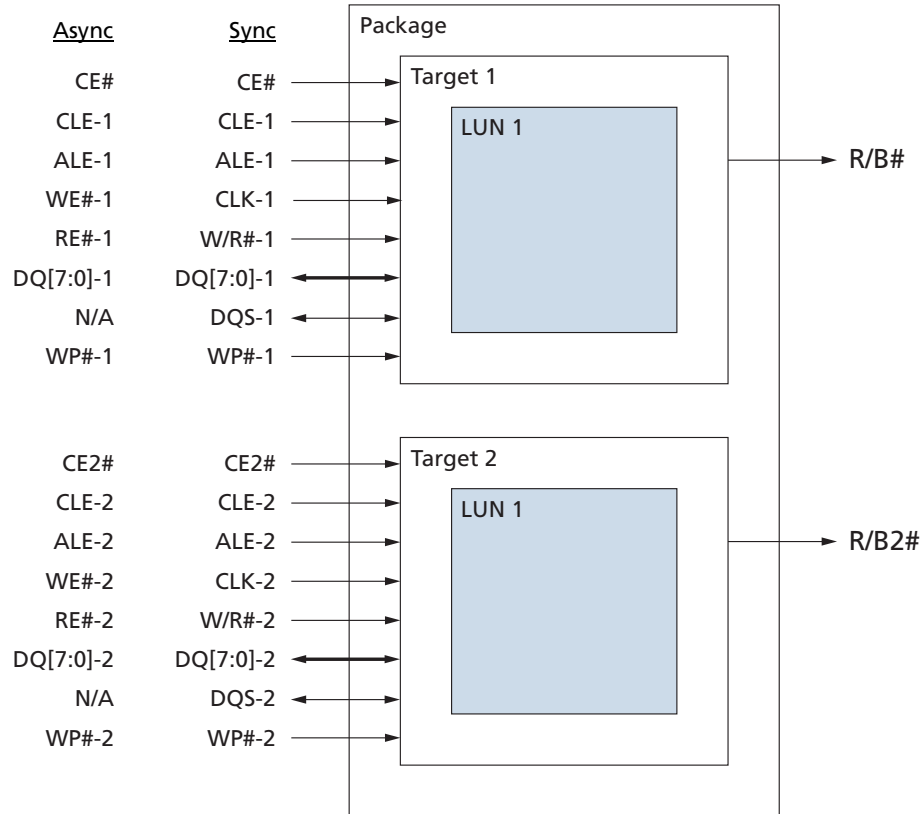 Async Sync Package
CE# CE# Target 1
CLE-1 CLE-1 LUN 1
ALE-1 ALE-1 R/B#
WE#-1 CLK-1
RE#-1 W/R#-1
DQ[7:0]-1 DQ[7:0]-1
N/A DQS-1
WP#-1 WP#-1
CE2# CE2# Target 2
CLE-2 CLE-2 LUN 1
ALE-2 ALE-2 R/B2#
WE#-2 CLK-2
RE#-2 W/R#-2
DQ[7:0]-2 DQ[7:0]-2
N/A DQS-2
WP#-2 WP#-2